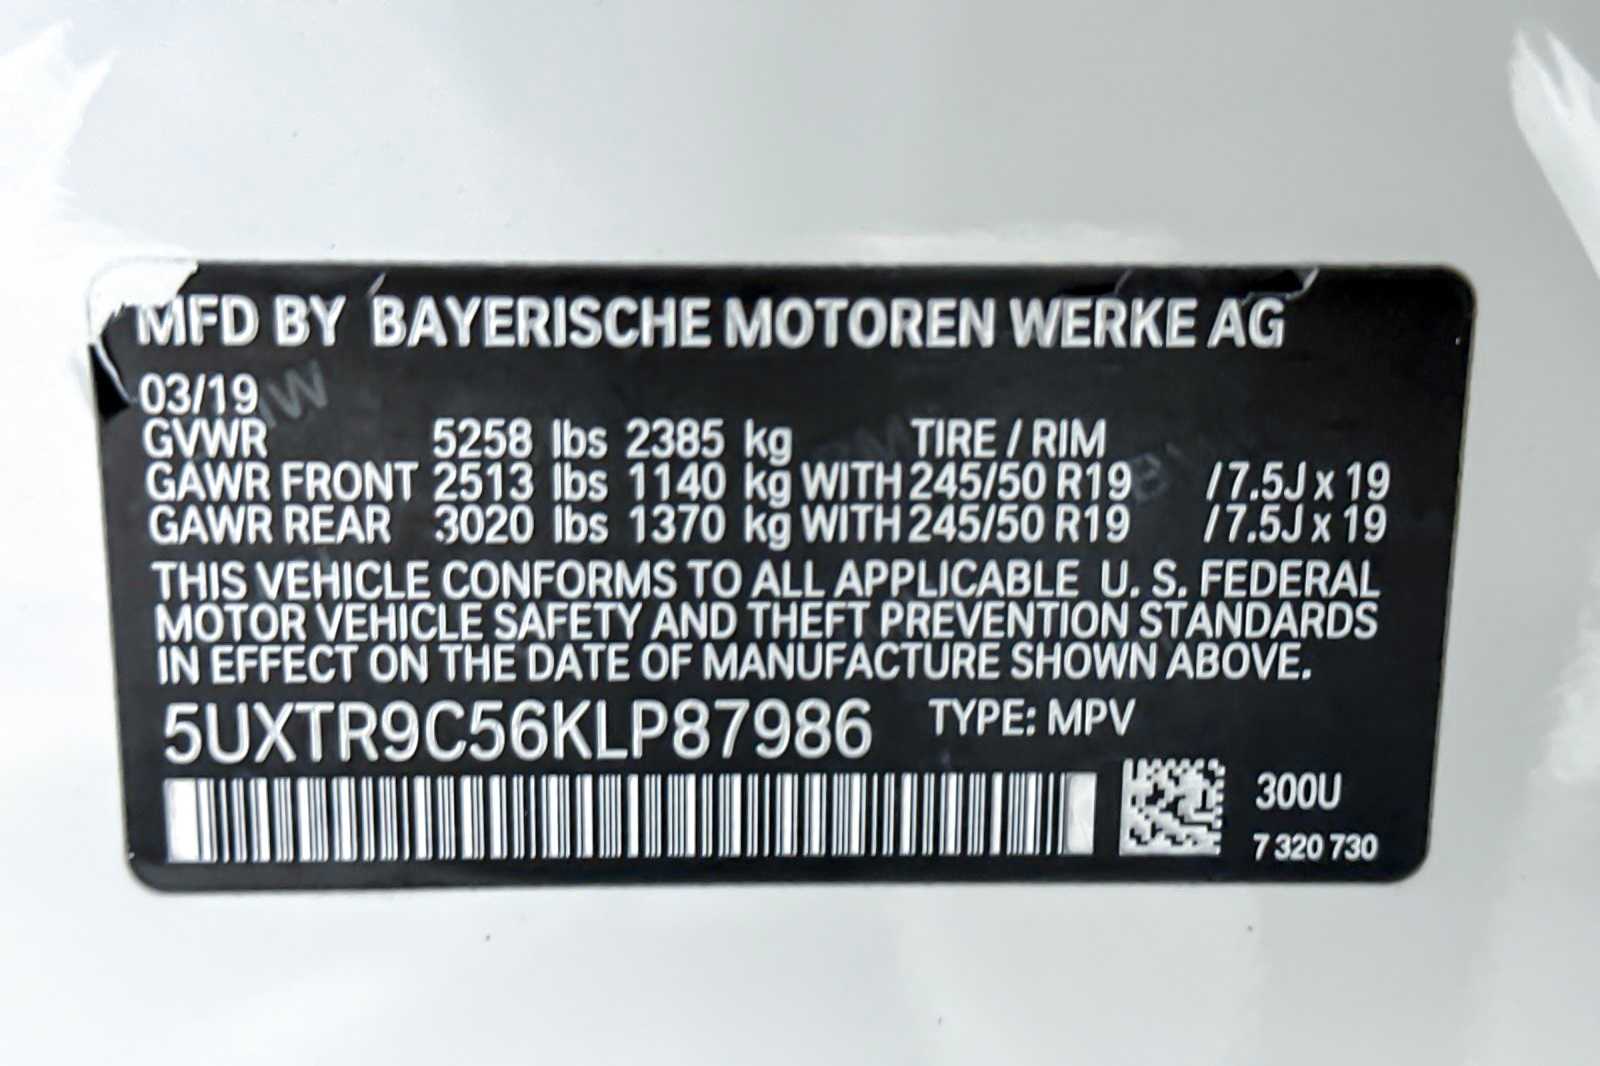 MFD BY BAYERISCHE MOTOREN WERKE AG
03/19
GVWR 5258 lbs 2385 kg TIRE / RIM
GAWR FRONT 2513 lbs 1140 kg WITH 245/50 R19 /7.5J x 19
GAWR REAR 3020 lbs 1370 kg WITH 245/50 R19 /7.5J x 19
THIS VEHICLE CONFORMS TO ALL APPLICABLE U. S. FEDERAL
MOTOR VEHICLE SAFETY AND THEFT PREVENTION STANDARDS
IN EFFECT ON THE DATE OF MANUFACTURE SHOWN ABOVE.
5UXTR9C56KLP87986 TYPE: MPV
300U
7 320 730